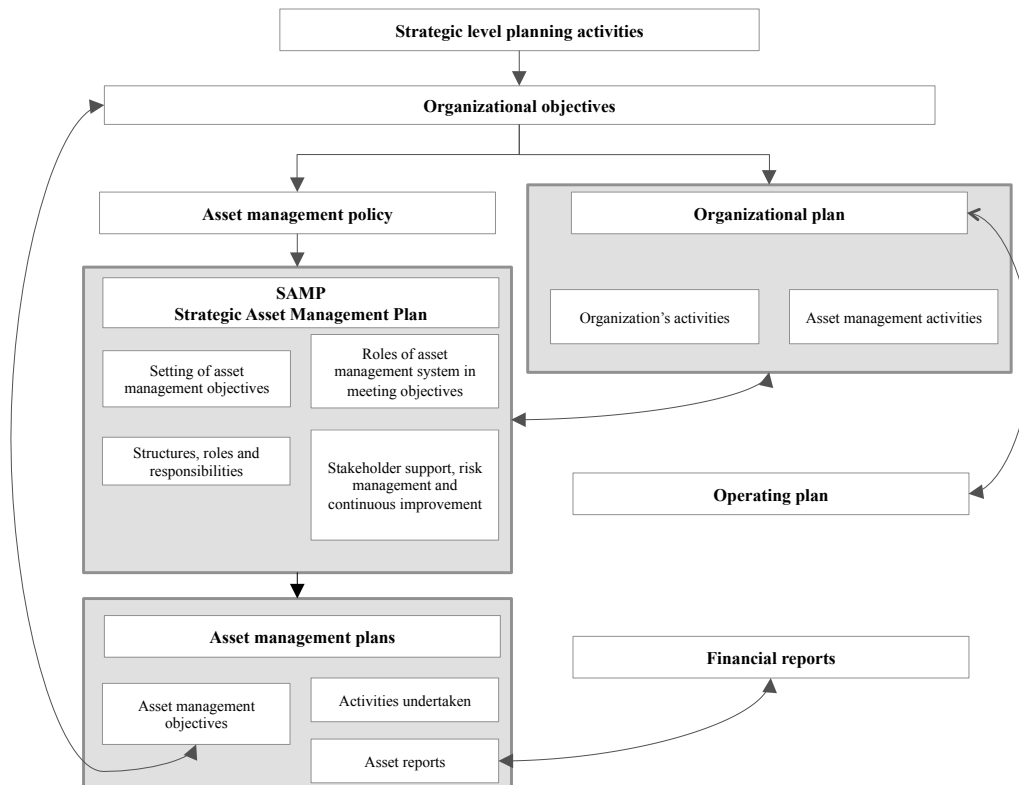 Strategic level planning activities
Organizational objectives
Asset management policy
Organizational plan
SAMP
Strategic Asset Management Plan
Organization’s activities
Asset management activities
Setting of asset
management objectives
Roles of asset
management system in
meeting objectives
Structures, roles and
responsibilities
Stakeholder support, risk
management and
continuous improvement
Operating plan
Asset management plans
Financial reports
Asset management
objectives
Activities undertaken
Asset reports